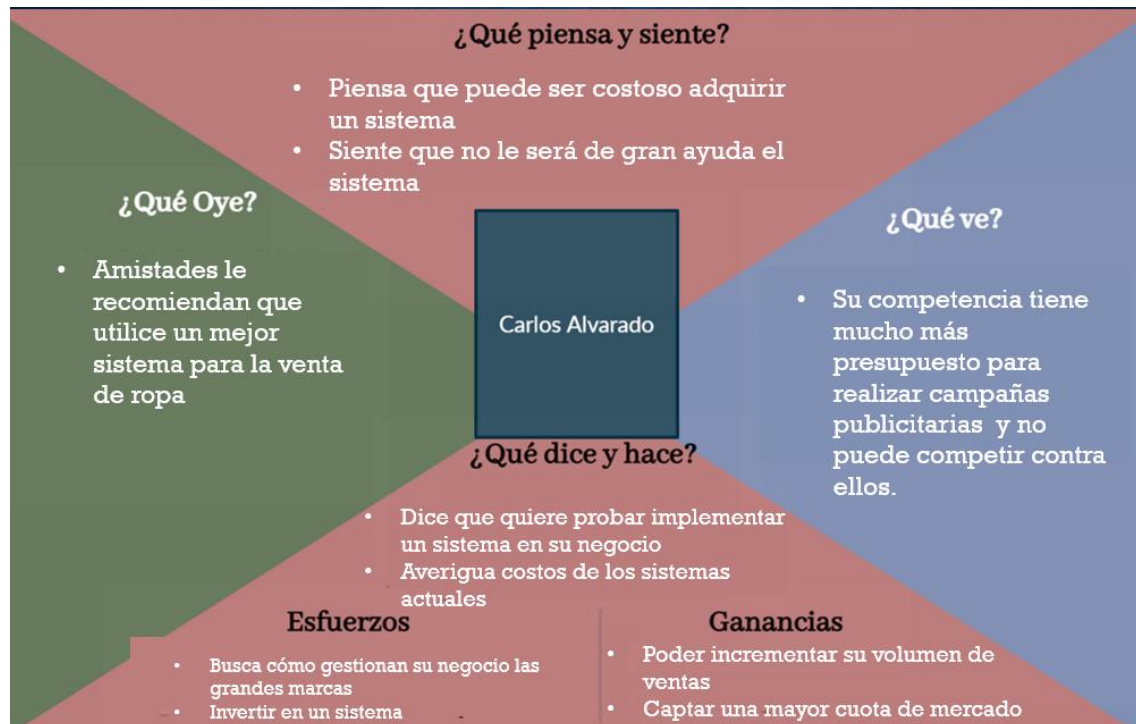 ¿Qué piensa y siente?
• Piensa que puede ser costoso adquirir
un sistema
• Siente que no le será de gran ayuda el
sistema
¿Qué Oye?
• Amistades le
recomiendan que
utilice un mejor
sistema para la venta
de ropa
Carlos Alvarado
¿Qué ve?
• Su competencia tiene
mucho más
presupuesto para
realizar campañas
publicitarias y no
puede competir contra
ellos.
¿Qué dice y hace?
• Dice que quiere probar implementar
un sistema en su negocio
• Averigua costos de los sistemas
actuales
Esfuerzos
• Busca cómo gestionan su negocio las
grandes marcas
• Invertir en un sistema
Ganancias
• Poder incrementar su volumen de
ventas
• Captar una mayor cuota de mercado